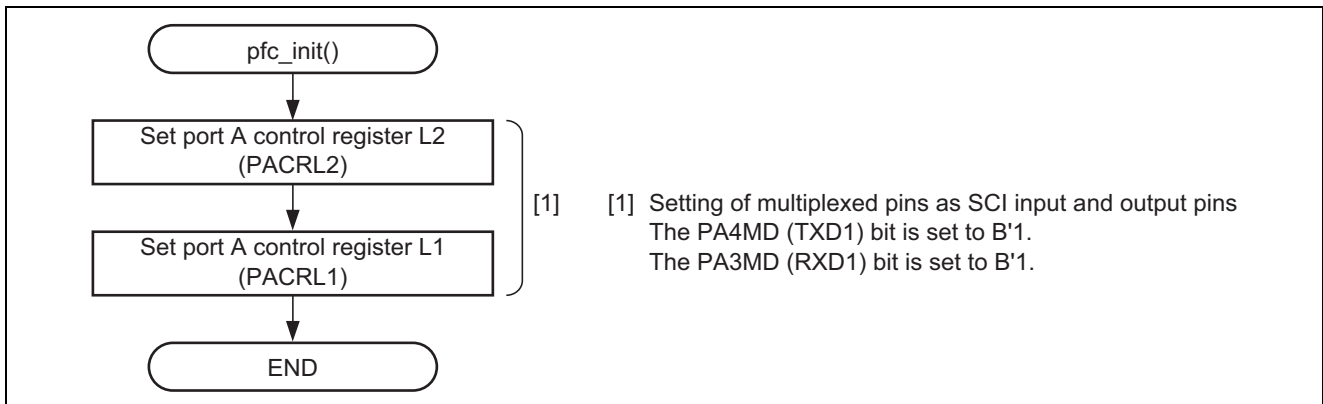 pfc_init()
Set port A control register L2
(PACRL2)
[1]
[1] Setting of multiplexed pins as SCI input and output pins
The PA4MD (TXD1) bit is set to B'1.
The PA3MD (RXD1) bit is set to B'1.
Set port A control register L1
(PACRL1)
END